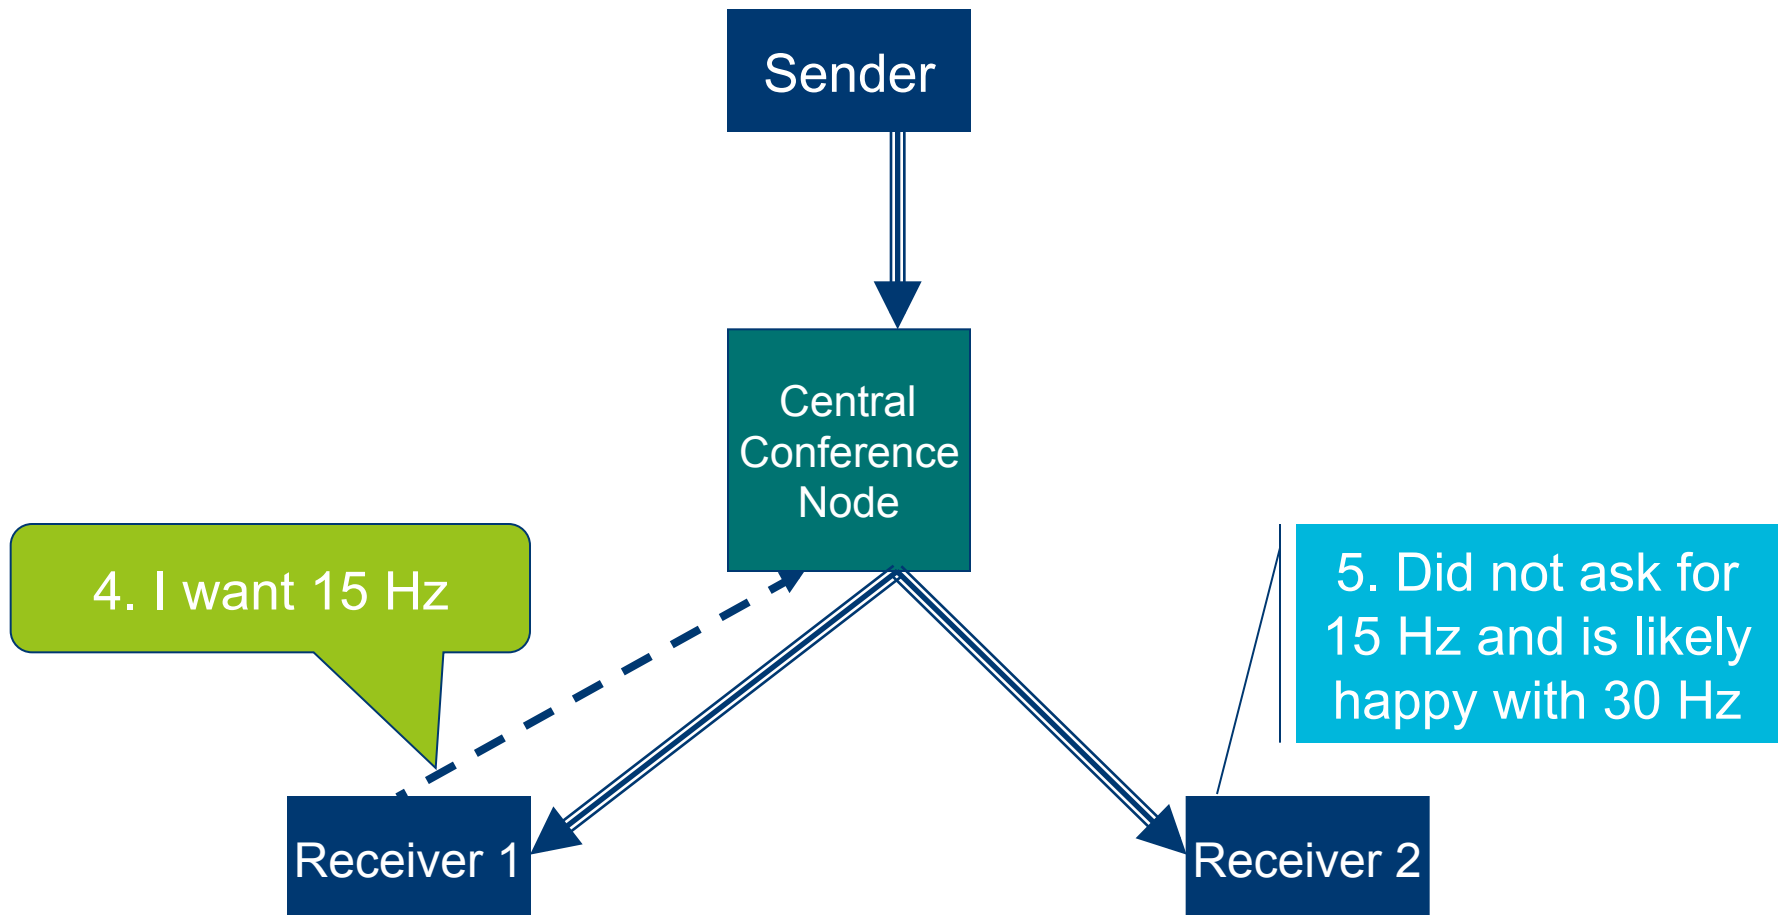 Sender
Central
Conference
Node
4. I want 15 Hz
5. Did not ask for
15 Hz and is likely
happy with 30 Hz
Receiver 1
Receiver 2